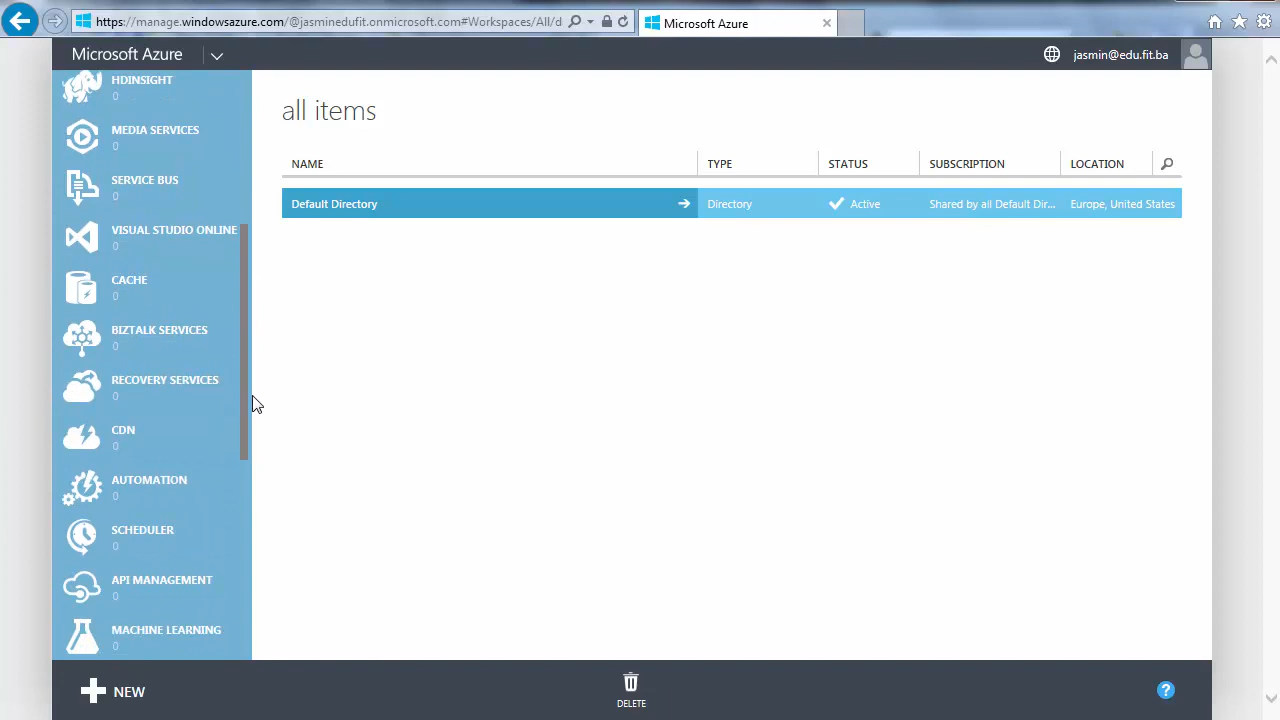 https://manage.windowsazure.com/@jasminedufit.onmicrosoft.com#Workspaces/All/d
Microsoft Azure
Microsoft Azure
jasmin@edu.fit.ba
HDINSIGHT
0
MEDIA SERVICES
0
SERVICE BUS
0
VISUAL STUDIO ONLINE
0
CACHE
0
BIZTALK SERVICES
0
RECOVERY SERVICES
0
CDN
0
AUTOMATION
0
SCHEDULER
0
API MANAGEMENT
0
MACHINE LEARNING
0
all items
NAME TYPE STATUS SUBSCRIPTION LOCATION
Default Directory Directory Active Shared by all Default Dir... Europe, United States
NEW
DELETE
?